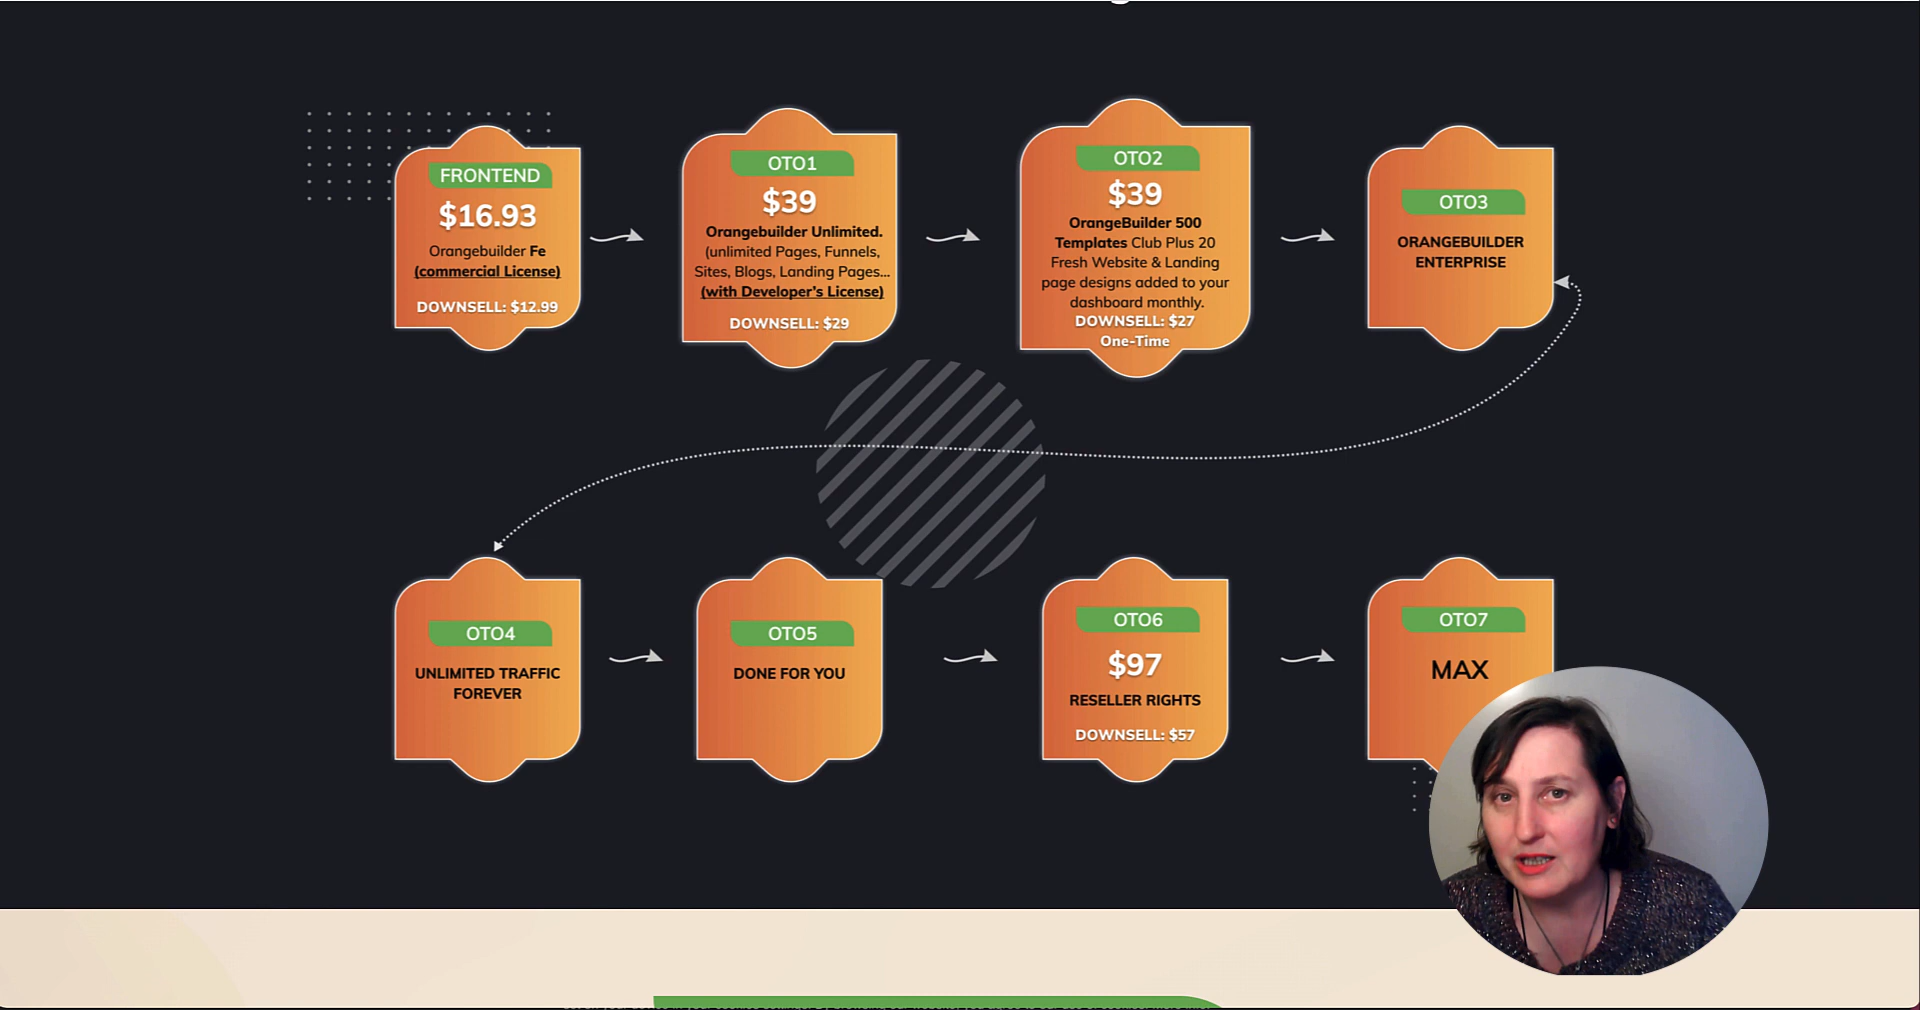 FRONTEND
$16.93
Orangebuilder Fe
(commercial License)
DOWNSELL: $12.99
OTO1
$39
Orangebuilder Unlimited.
(unlimited Pages, Funnels,
Sites, Blogs, Landing Pages...
(with Developer's License)
DOWNSELL: $29
OTO2
$39
OrangeBuilder 500
Templates Club Plus 20
Fresh Website & Landing
page designs added to your
dashboard monthly.
DOWNSELL: $27
One-Time
OTO3
ORANGEBUILDER
ENTERPRISE
OTO4
UNLIMITED TRAFFIC
FOREVER
OTO5
DONE FOR YOU
OTO6
$97
RESELLER RIGHTS
DOWNSELL: $57
OTO7
MAX